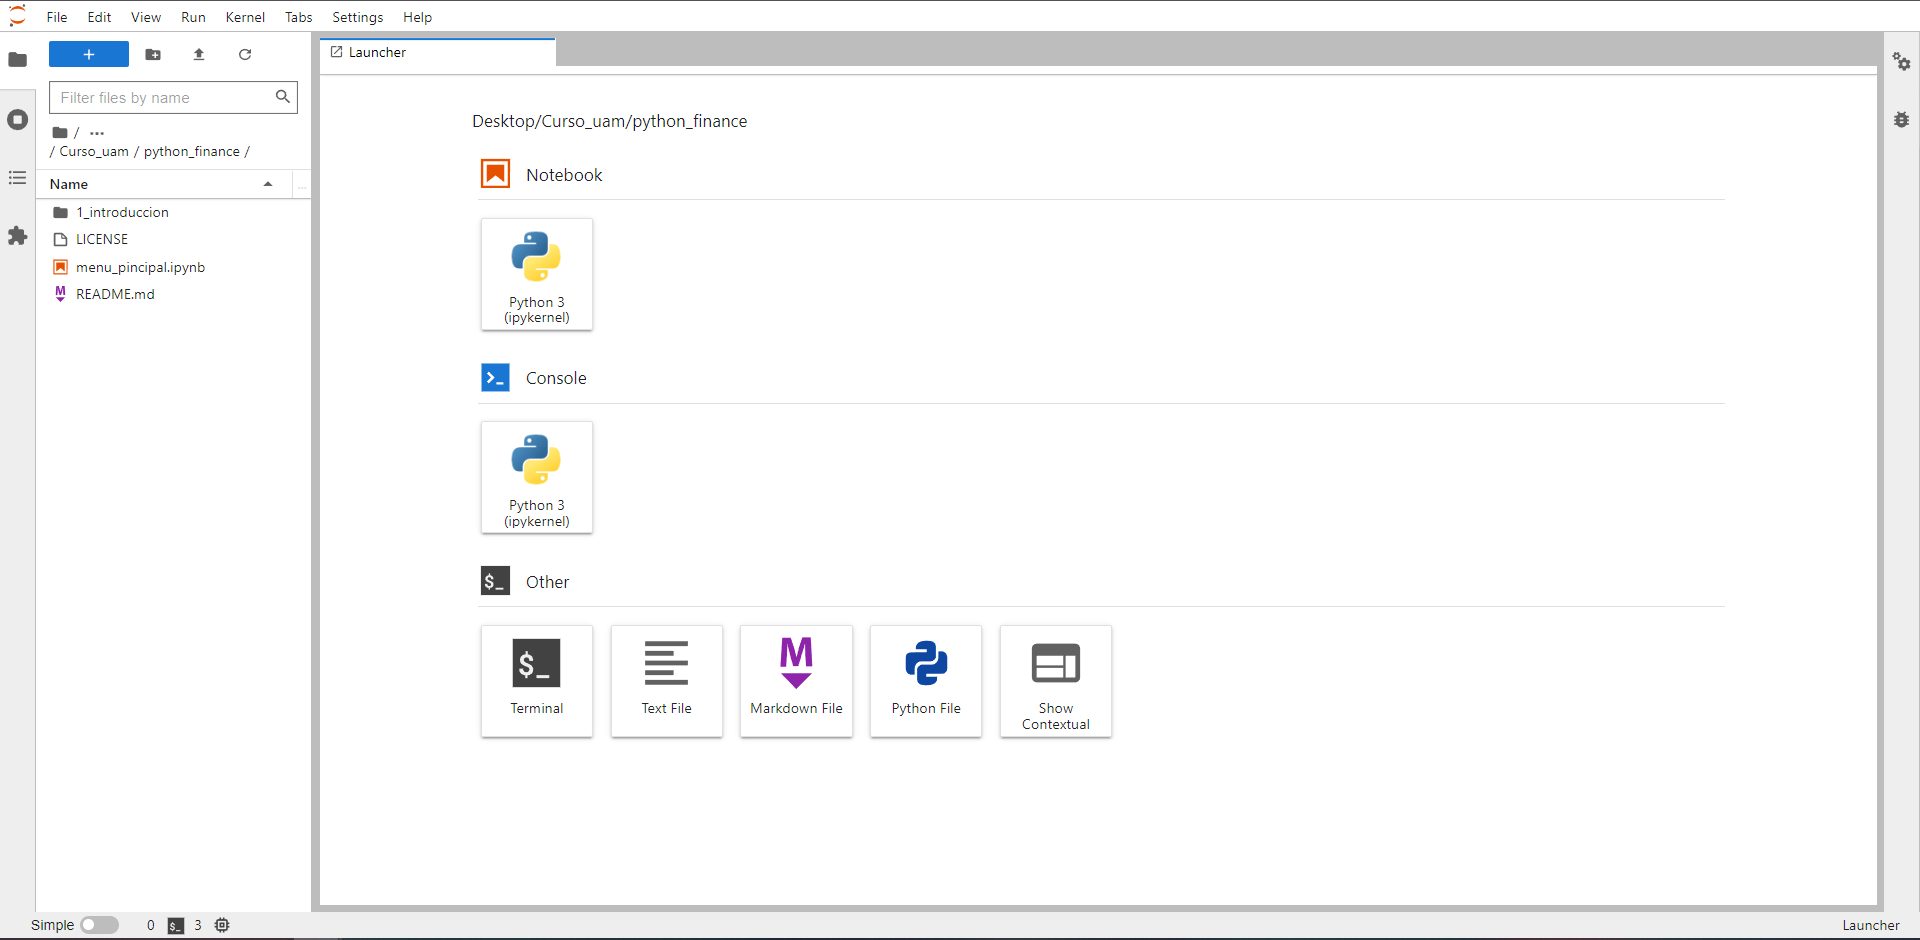 File Edit View Run Kernel Tabs Settings Help
+
Filter files by name
/ ...
/ Curso_uam / python_finance /
Name
...
1_introduccion
LICENSE
menu_pincipal.ipynb
M README.md
Launcher
Desktop/Curso_uam/python_finance
Notebook
Python 3
(ipykernel)
>_ Console
Python 3
(ipykernel)
$_ Other
$_
Terminal
Text File
M
Markdown File
Python File
Show
Contextual
Simple 0 $_ 3 Launcher